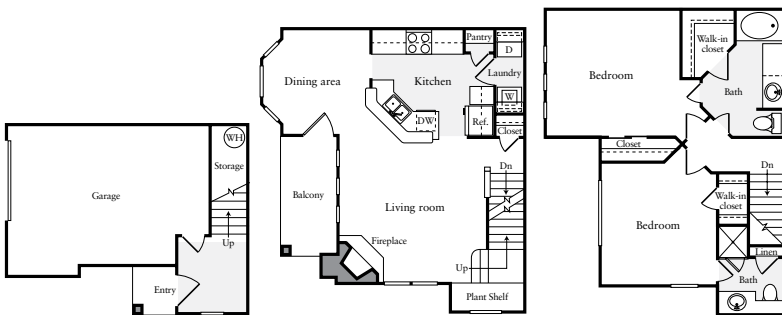 WH
Storage
Garage
Up
Entry
Pantry
D
Dining area
Kitchen
Laundry
W
DW
Ref.
Closet
Dn
Balcony
Living room
Fireplace
Up
Plant Shelf
Walk-in
closet
Bedroom
Bath
Closet
Dn
Walk-in
closet
Bedroom
Linen
Bath